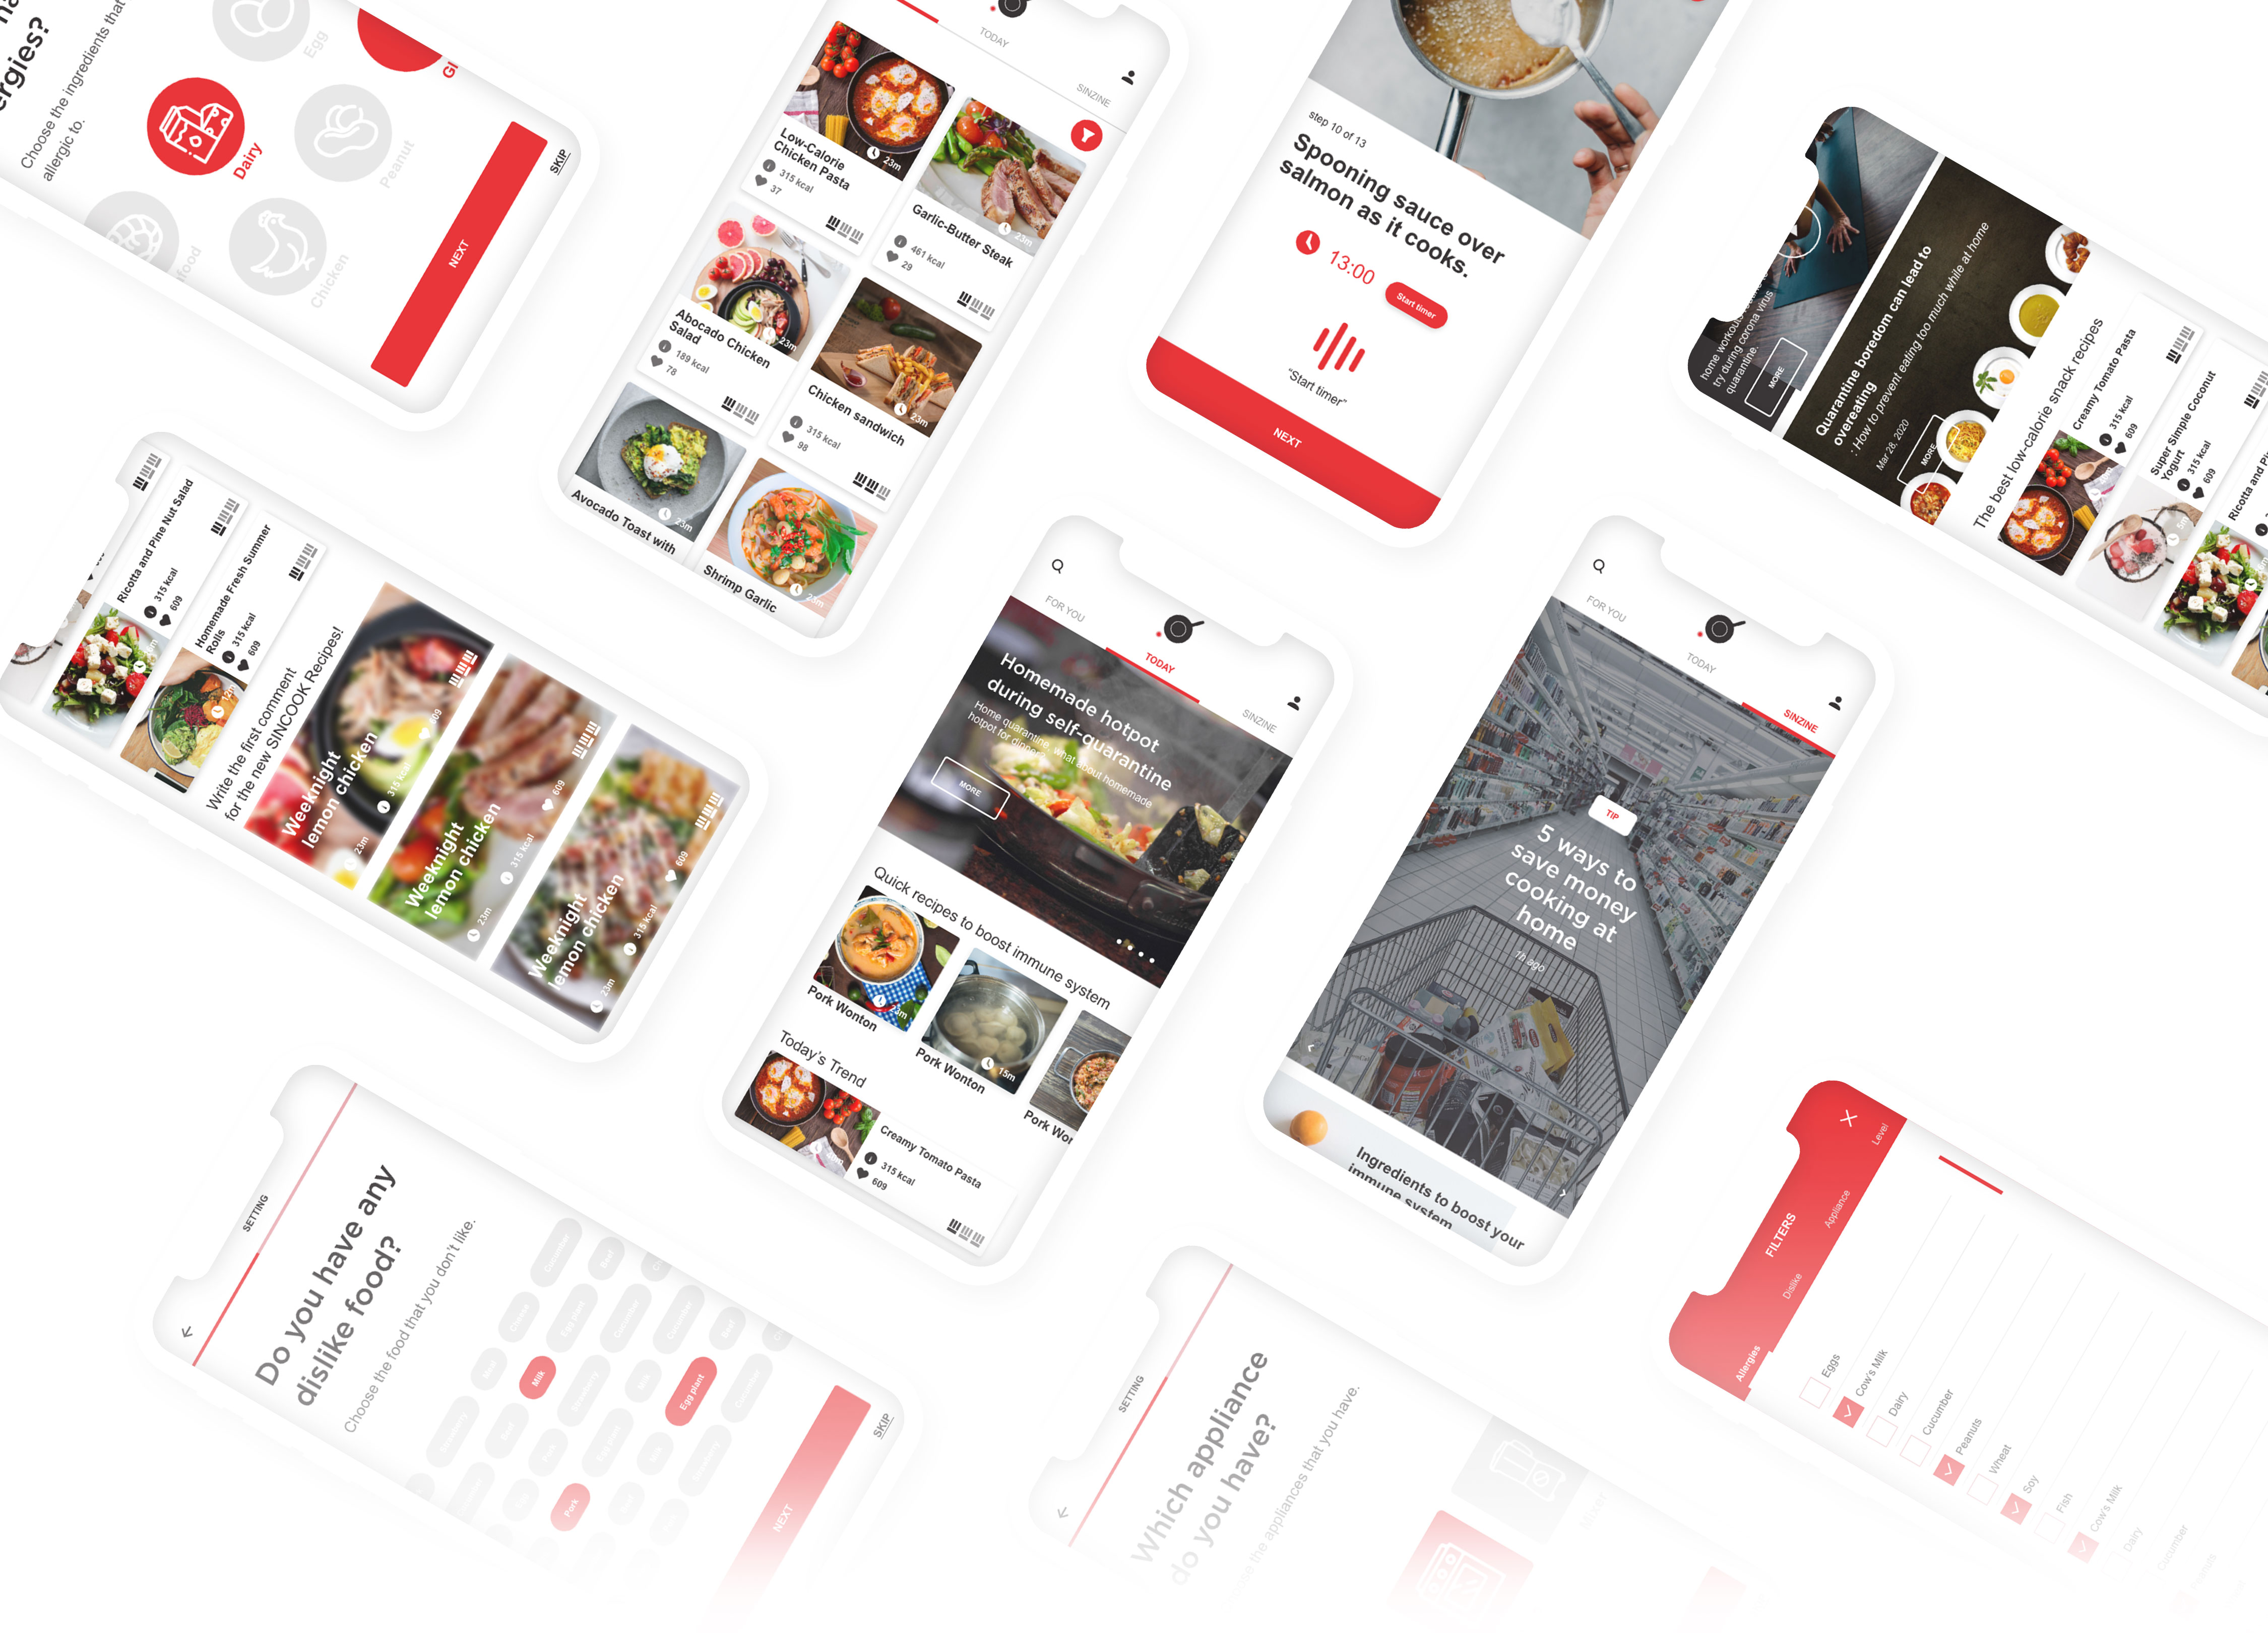 ergies?
Choose the ingredients that
allergic to.
Egg
Gl
Dairy
Peanut
Chicken
NEXT
SKIP
TODAY
SINZINE
23m
Low-Calorie
Chicken Pasta
315 kcal
37
23m
Garlic-Butter Steak
461 kcal
29
23m
Abocado Chicken
Salad
189 kcal
78
23m
Chicken sandwich
315 kcal
98
23m
Avocado Toast with
23m
Shrimp Garlic
step 10 of 13
Spooning sauce over
salmon as it cooks.
13:00
Start timer
"Start timer"
NEXT
try during corona virus
quarantine.
MORE
Quarantine boredom can lead to
overeating
: How to prevent eating too much while at home
Mar 28, 2020
MORE
The best low-calorie snack recipes
Creamy Tomato Pasta
315 kcal
609
Super Simple Coconut
Yogurt
315 kcal
609
5m
Ricotta and Pi
Ricotta and Pine Nut Salad
315 kcal
609
Homemade Fresh Summer
Rolls
315 kcal
609
Write the first comment
for the new SINCOOK Recipes!
Weeknight
lemon chicken
23m
315 kcal
609
Weeknight
lemon chicken
23m
315 kcal
609
Weeknight
lemon chicken
23m
315 kcal
609
FOR YOU
TODAY
SINZINE
Homemade hotpot
during self-quarantine
Home quarantine, what about homemade
hotpot for dinner
MORE
Quick recipes to boost immune system
23m
Pork Wonton
15m
Pork Wonton
Pork Wor
Today's Trend
Creamy Tomato Pasta
315 kcal
609
FOR YOU
TODAY
SINZINE
TIP
5 ways to
save money
cooking at
home
1h ago
Ingredients to boost your
immune system
SETTING
Do you have any
dislike food?
Choose the food that you don't like.
Milk
Egg plant
Pork
NEXT
SKIP
SETTING
Which appliance
do you have?
the appliances that you have.
FILTERS
Allergies
Dislike
Appliance
Level
Eggs
Cow's Milk
Dairy
Cucumber
Peanuts
Wheat
Soy
Fish
Cow's Milk
Dairy
Cucumber